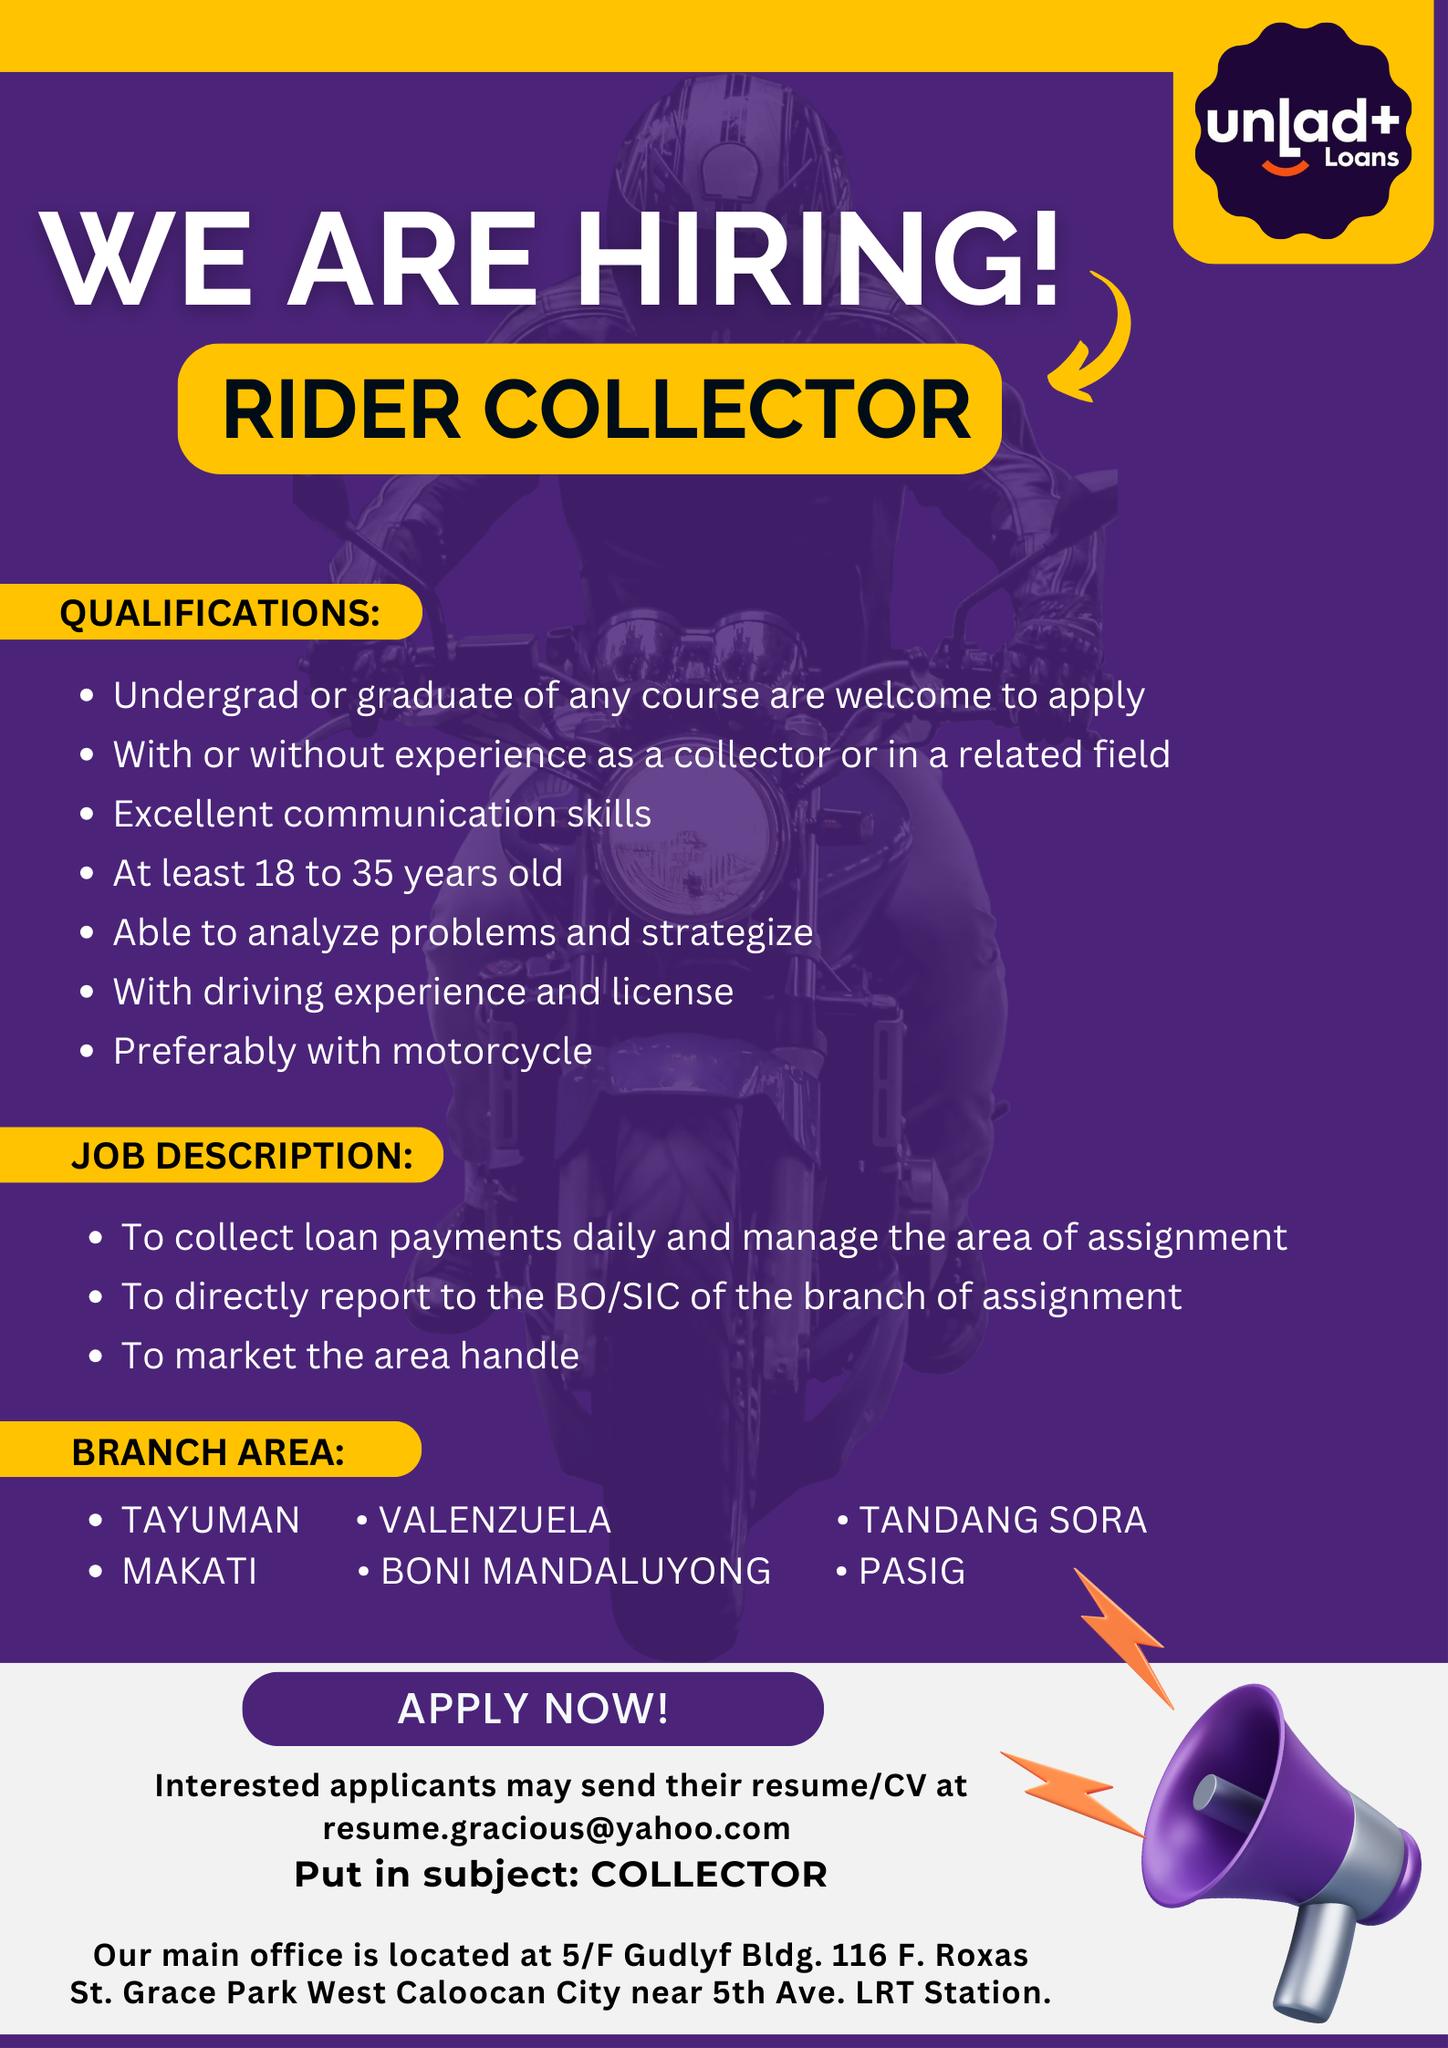 unLad+
Loans
WE ARE HIRING!
RIDER COLLECTOR
QUALIFICATIONS:
• Undergrad or graduate of any course are welcome to apply
• With or without experience as a collector or in a related field
• Excellent communication skills
• At least 18 to 35 years old
• Able to analyze problems and strategize
• With driving experience and license
• Preferably with motorcycle
JOB DESCRIPTION:
• To collect loan payments daily and manage the area of assignment
• To directly report to the BO/SIC of the branch of assignment
• To market the area handle
BRANCH AREA:
• TAYUMAN • VALENZUELA • TANDANG SORA
• MAKATI • BONI MANDALUYONG • PASIG
APPLY NOW!
Interested applicants may send their resume/CV at
resume.gracious@yahoo.com
Put in subject: COLLECTOR
Our main office is located at 5/F Gudlyf Bldg. 116 F. Roxas
St. Grace Park West Caloocan City near 5th Ave. LRT Station.